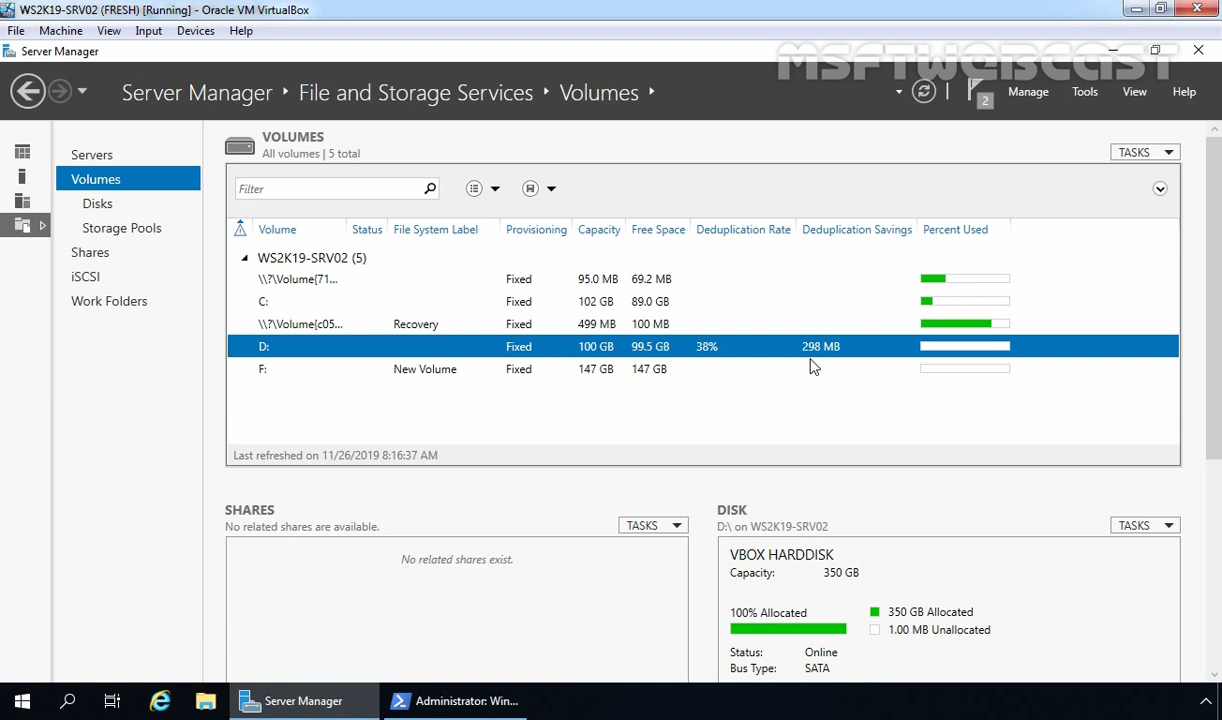 WS2K19-SRV02 (FRESH) [Running] - Oracle VM VirtualBox
File Machine View Input Devices Help
Server Manager
MSFTWEBCAST
Server Manager File and Storage Services Volumes
2 Manage Tools View Help
Servers
Volumes
Disks
Storage Pools
Shares
iSCSI
Work Folders
VOLUMES
All volumes | 5 total
TASKS
Filter
Volume Status File System Label Provisioning Capacity Free Space Deduplication Rate Deduplication Savings Percent Used
WS2K19-SRV02 (5)
\\?\Volume{71... Fixed 95.0 MB 69.2 MB
C: Fixed 102 GB 89.0 GB
\\?\Volume{c05... Recovery Fixed 499 MB 100 MB
D: Fixed 100 GB 99.5 GB 38% 298 MB
F: New Volume Fixed 147 GB 147 GB
Last refreshed on 11/26/2019 8:16:37 AM
SHARES
No related shares are available.
TASKS
No related shares exist.
DISK
D:\ on WS2K19-SRV02
TASKS
VBOX HARDDISK
Capacity: 350 GB
100% Allocated
350 GB Allocated
1.00 MB Unallocated
Status: Online
Bus Type: SATA
Server Manager
Administrator: Win...